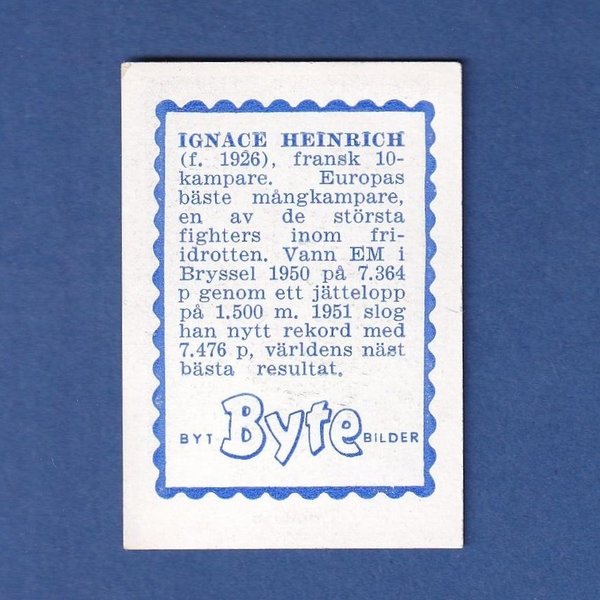 IGNACE HEINRICH
(f. 1926), fransk 10-
kampare. Europas
bäste mångkampare,
en av de största
fighters inom fri-
idrotten. Vann EM i
Bryssel 1950 på 7.364
p genom ett jättelopp
på 1.500 m. 1951 slog
han nytt rekord med
7.476 p, världens näst
bästa resultat.
BYT Byte BILDER